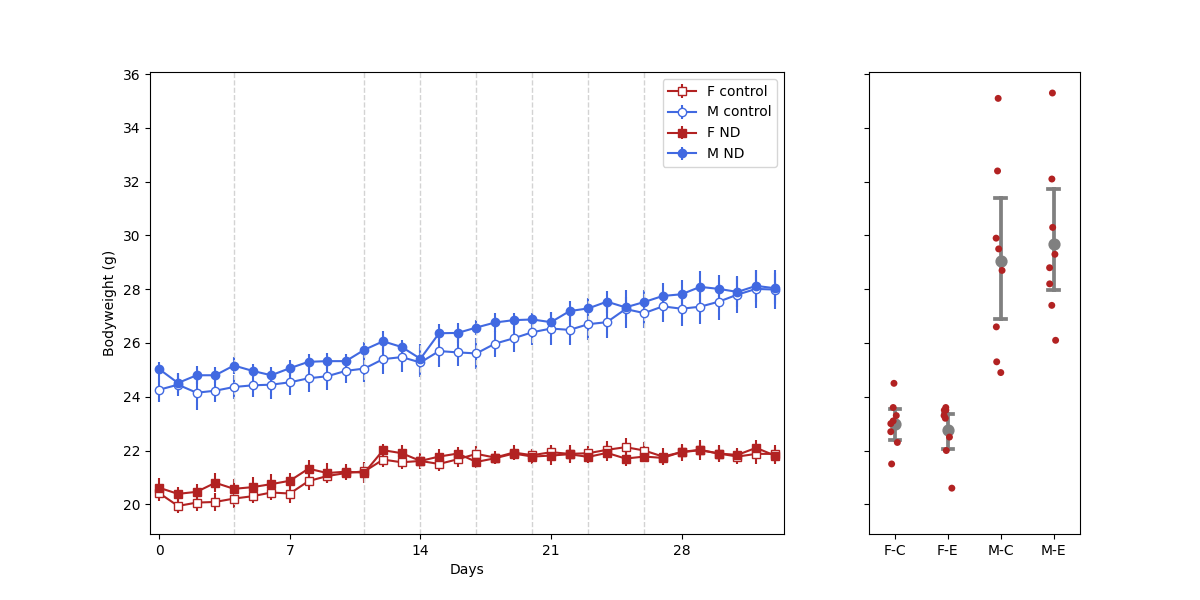 36
34
32
30
28
26
24
22
20
Bodyweight (g)
0 7 14 21 28
Days
F control
M control
F ND
M ND
F-C F-E M-C M-E